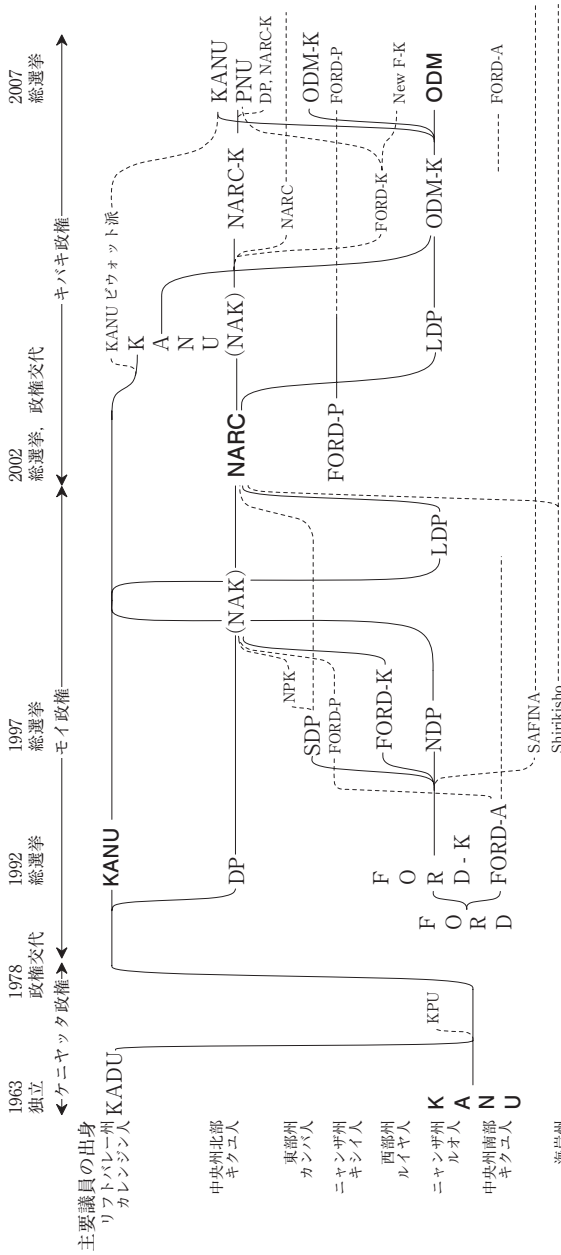 1963
独立
1978
政権交代
1992
総選挙
1997
総選挙
2002
総選挙，政権交代
2007
総選挙
ケニヤッタ政権
モイ政権
キバキ政権
主要議員の出身
リフトバレー州
カレンジン人
KADU
KANU
KANU ビウォット派
KANU
中央州北部
キクユ人
DP
(NAK)
NARC
(NAK)
NARC-K
KANU
PNU
DP, NARC-K
東部州
カンバ人
NPK
SDP
NARC
ODM-K
ニャンザ州
キシイ人
FORD-P
FORD-P
FORD-P
西部州
ルイヤ人
FORD-K
FORD-K
New F-K
ニャンザ州
ルオ人
KANU
KPU
FORD
FORD-K
NDP
LDP
LDP
ODM-K
ODM
中央州南部
キクユ人
FORD-A
FORD-A
SAFINA
海岸州
Shirikisho